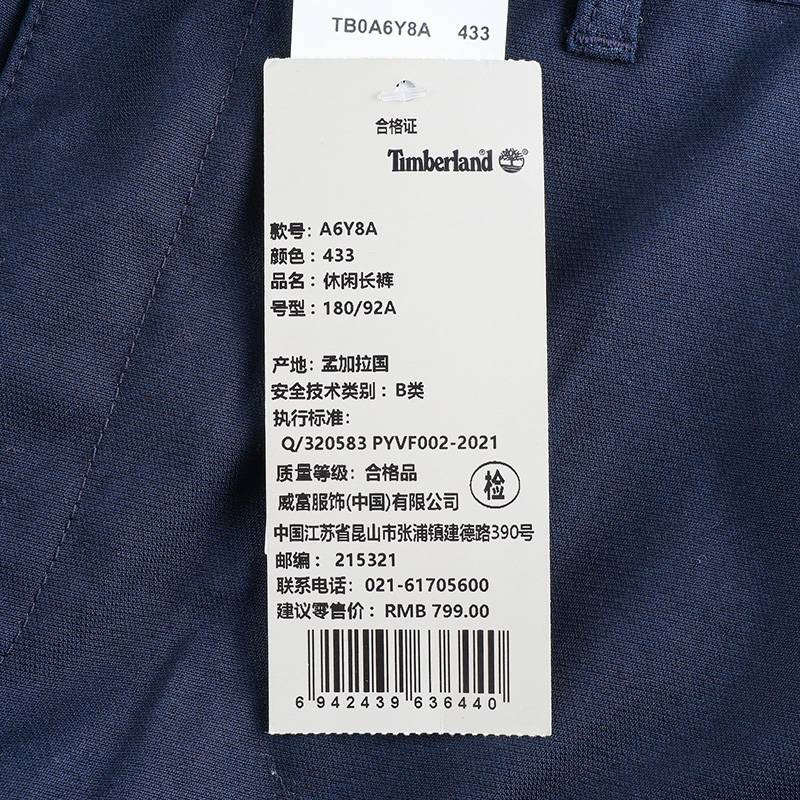 TB0A6Y8A 433
合格证
Timberland®
款号: A6Y8A
颜色: 433
品名: 休闲长裤
号型: 180/92A
产地: 孟加拉国
安全技术类别: B类
执行标准:
Q/320583 PYVF002-2021
质量等级: 合格品
检
威富服饰(中国)有限公司
中国江苏省昆山市张浦镇建德路390号
邮编: 215321
联系电话: 021-61705600
建议零售价: RMB 799.00
6 942439 636440